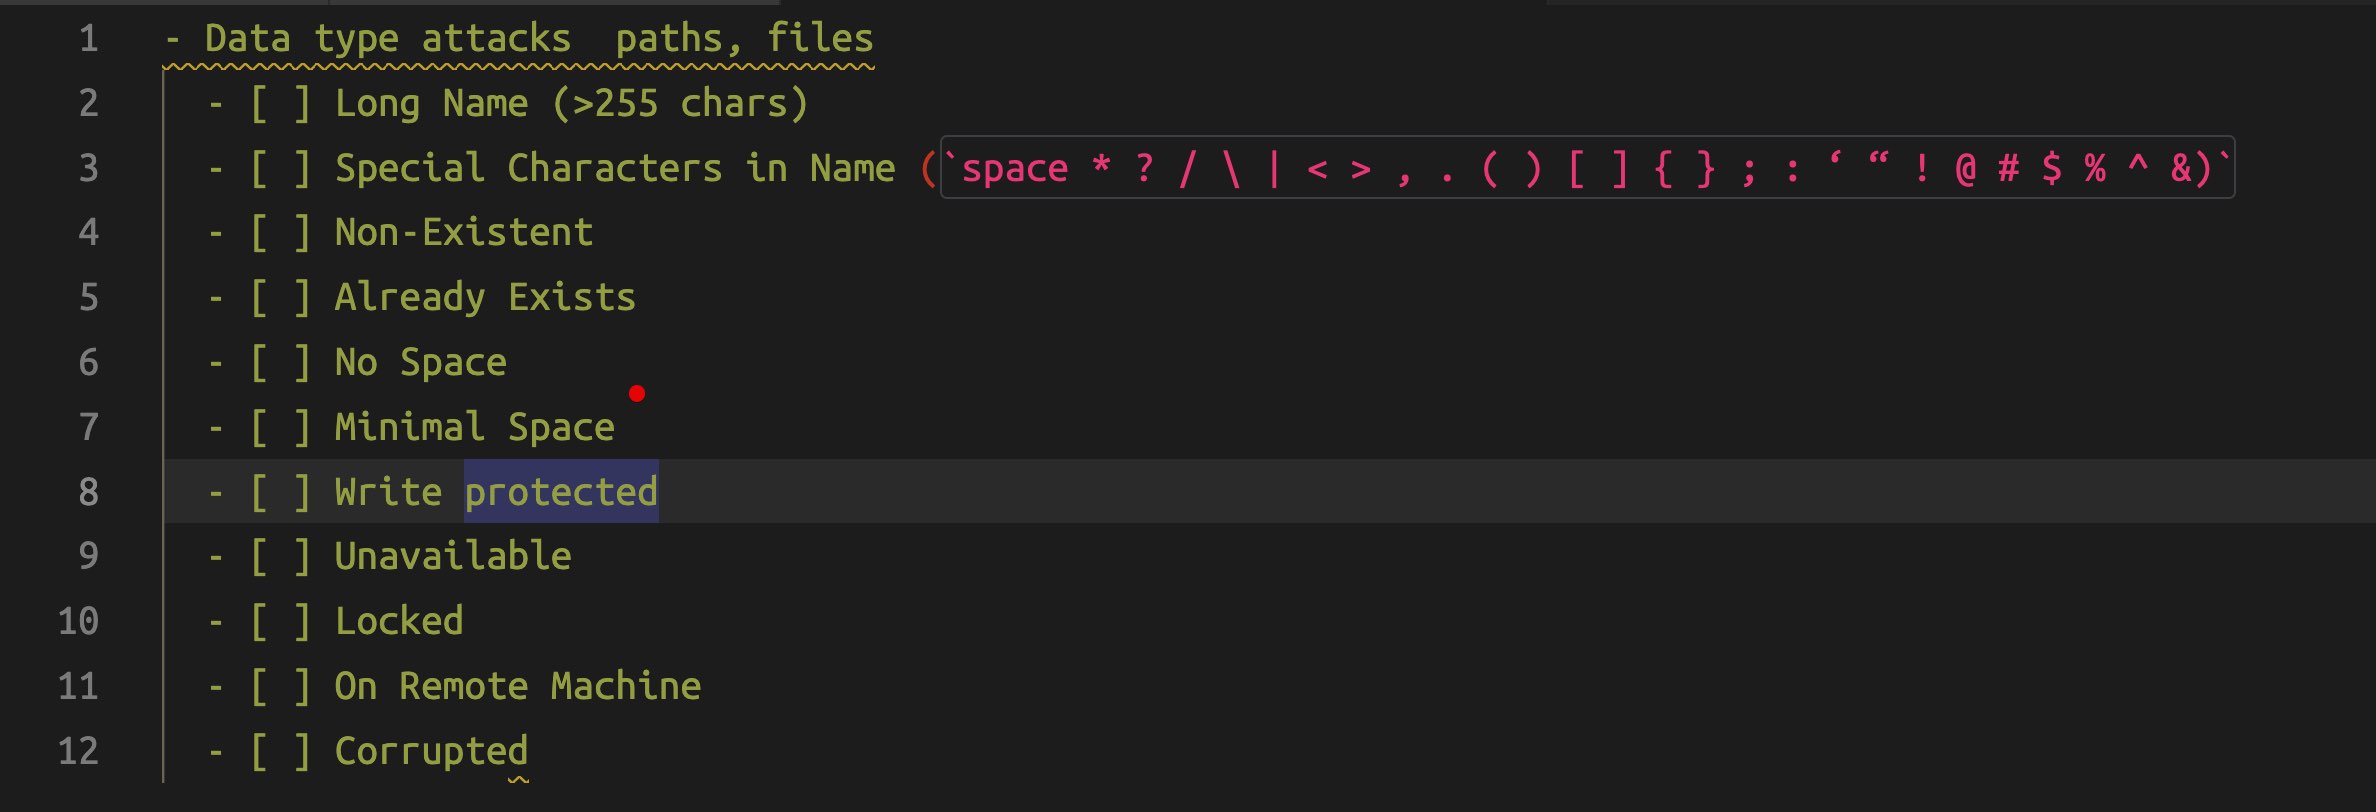 1 - Data type attacks  paths, files
2 - [ ] Long Name (>255 chars)
3 - [ ] Special Characters in Name (`space * ? / \ | < > , . ( ) [ ] { } ; : ‘ “ ! @ # $ % ^ &)`
4 - [ ] Non-Existent
5 - [ ] Already Exists
6 - [ ] No Space
7 - [ ] Minimal Space
8 - [ ] Write protected
9 - [ ] Unavailable
10 - [ ] Locked
11 - [ ] On Remote Machine
12 - [ ] Corrupted